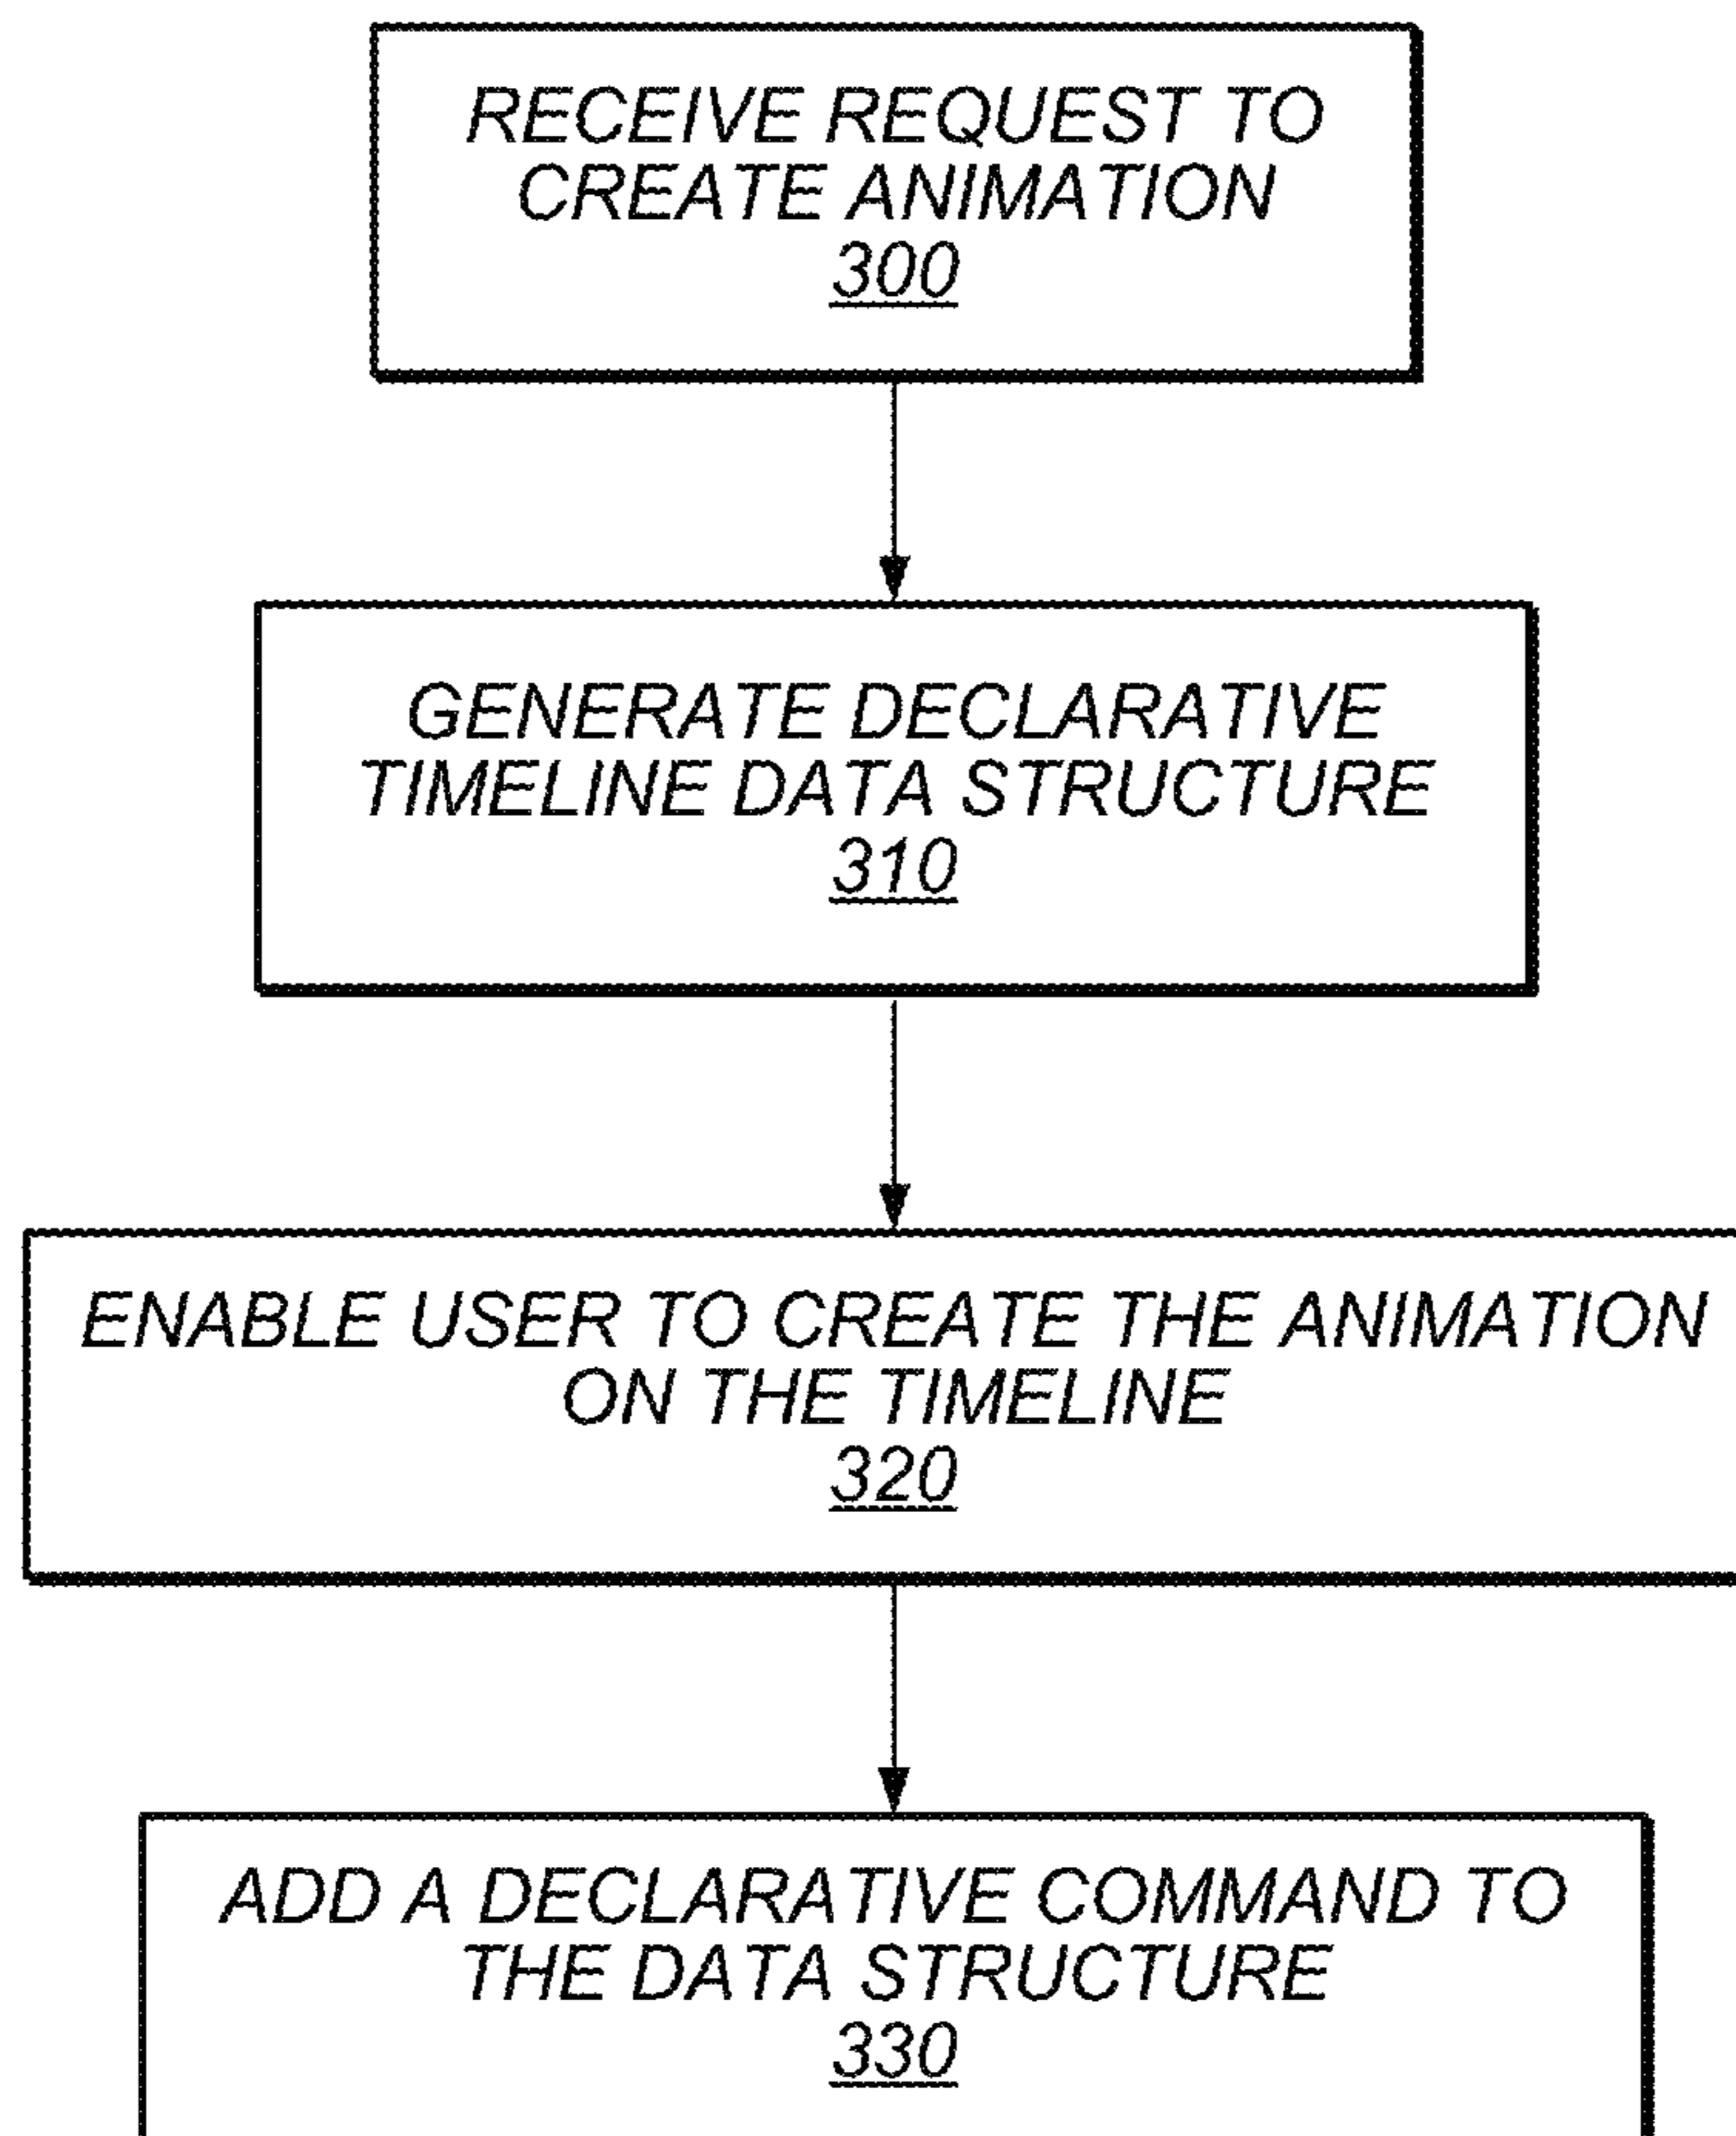 RECEIVE REQUEST TO
CREATE ANIMATION
300
GENERATE DECLARATIVE
TIMELINE DATA STRUCTURE
310
ENABLE USER TO CREATE THE ANIMATION
ON THE TIMELINE
320
ADD A DECLARATIVE COMMAND TO
THE DATA STRUCTURE
330